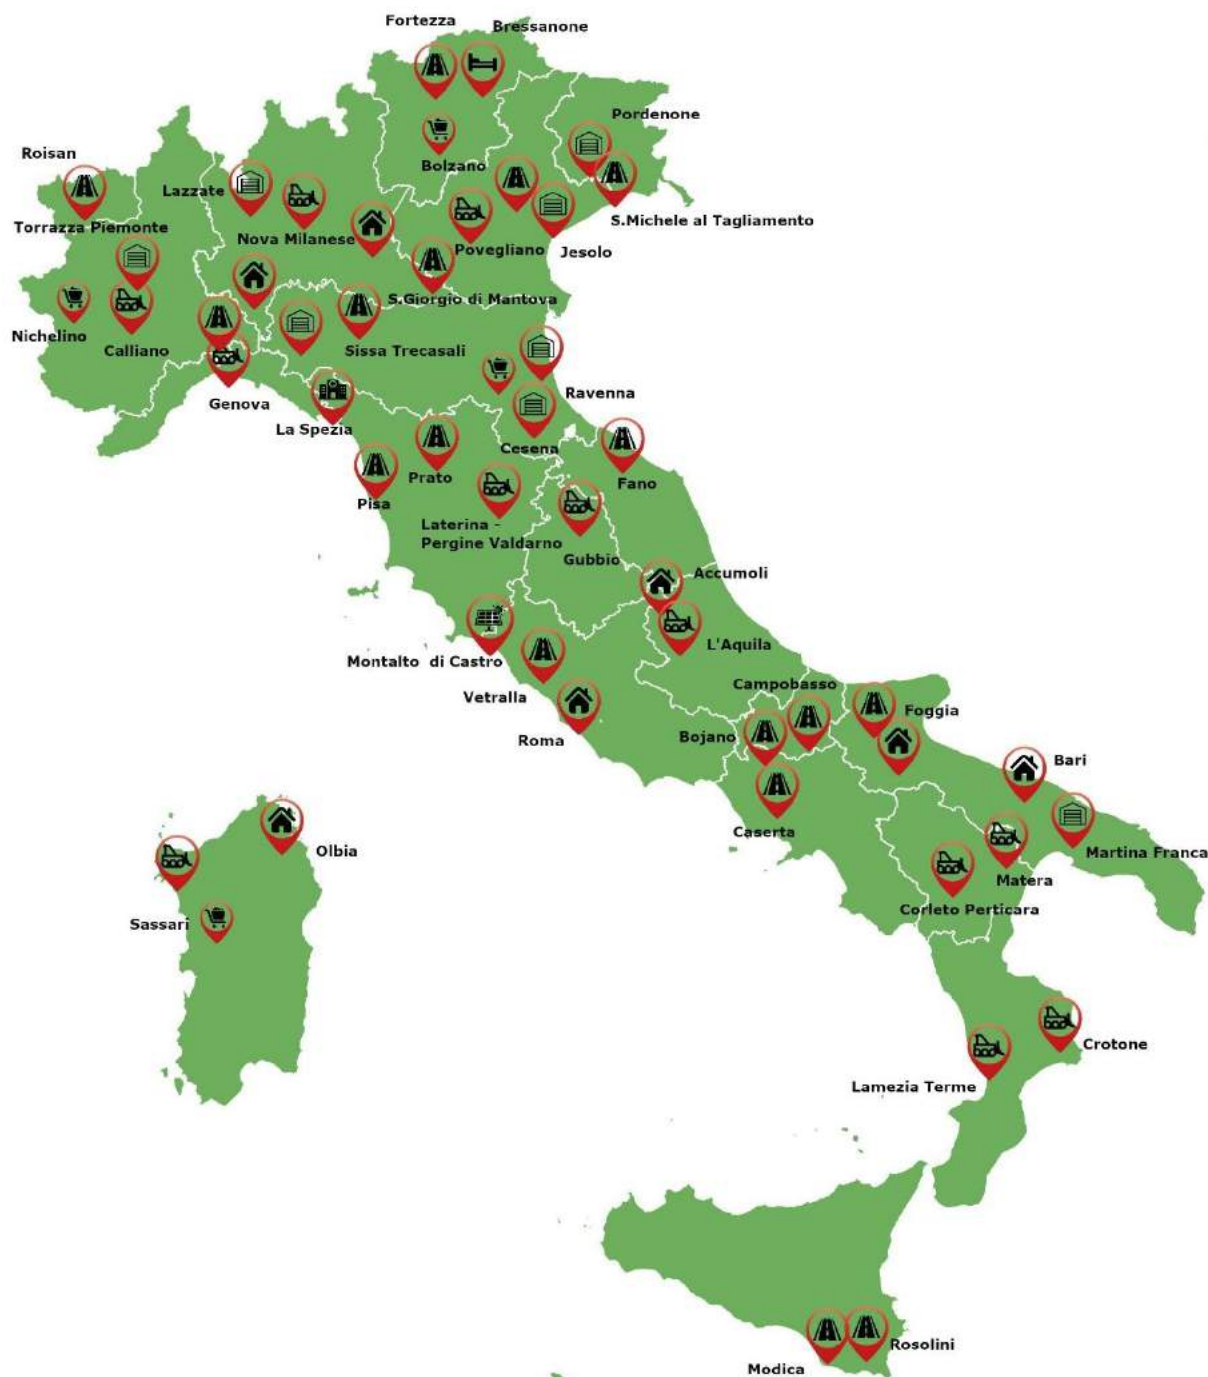 Fortezza
Bressanone
Pordenone
Roisan
Bolzano
Lazzate
Torrazza Piemonte
S.Michele al Tagliamento
Nova Milanese
Povegliano
Jesolo
S.Giorgio di Mantova
Nichelino
Calliano
Sissa Trecasali
Ravenna
Genova
La Spezia
Cesena
Prato
Fano
Pisa
Laterina -
Pergine Valdarno
Gubbio
Accumoli
L'Aquila
Montalto di Castro
Campobasso
Vetralla
Foggia
Roma
Bojano
Bari
Caserta
Olbia
Martina Franca
Matera
Corleto Perticara
Sassari
Crotone
Lamezia Terme
Rosolini
Modica